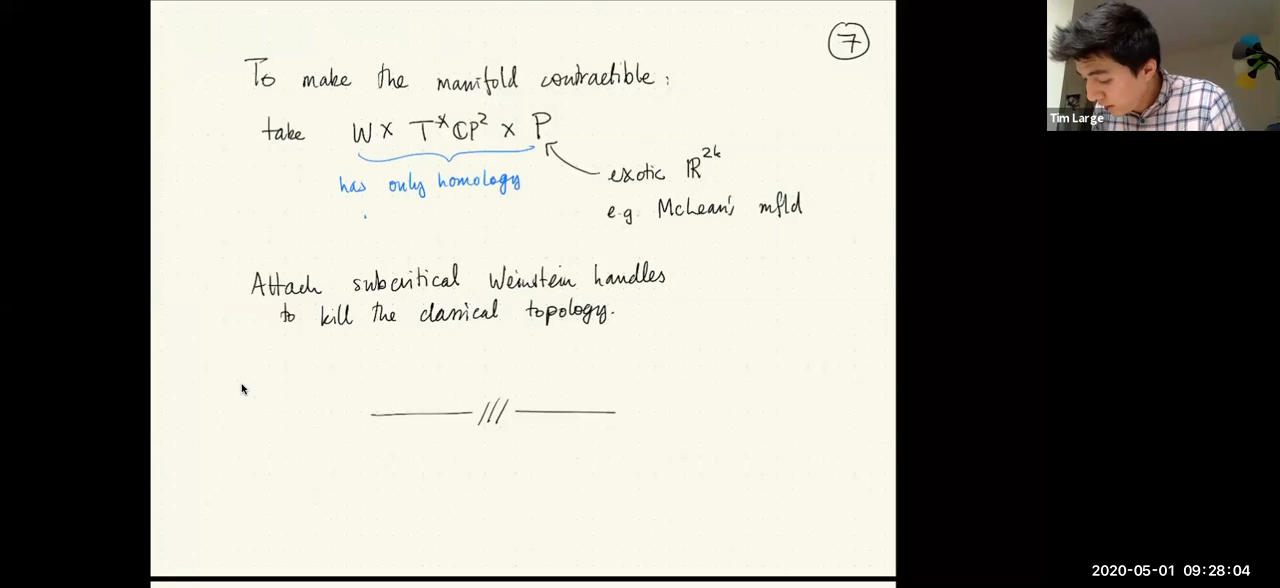 7
To make the manifold contractible :
take W × T*ℂP² × P
has only homology
exotic ℝ²ᵏ
e.g. McLean's mfld
Attach subcritical Weinstein handles
to kill the classical topology.
Tim Large
2020-05-01 09:28:04